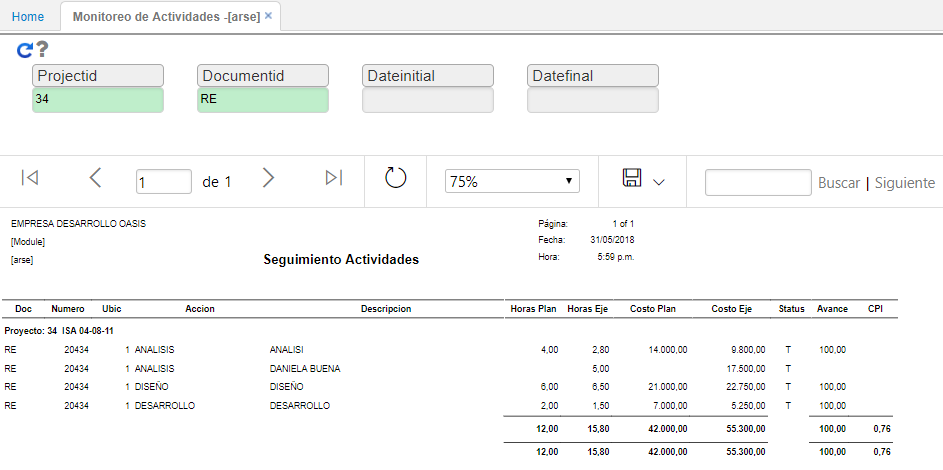 Home Monitoreo de Actividades -[arse] ×
?
Projectid Documentid Dateinitial Datefinal
34 RE
1 de 1 75% Buscar | Siguiente
EMPRESA DESARROLLO OASIS Página: 1 of 1
[Module] Fecha: 31/05/2018
[arse] Seguimiento Actividades Hora: 5:59 p.m.
Doc Numero Ubic Accion Descripcion Horas Plan Horas Eje Costo Plan Costo Eje Status Avance CPI
Proyecto: 34 ISA 04-08-11
RE 20434 1 ANALISIS ANALISI 4,00 2,80 14.000,00 9.800,00 T 100,00
RE 20434 1 ANALISIS DANIELA BUENA 5,00 17.500,00 T
RE 20434 1 DISEÑO DISEÑO 6,00 6,50 21.000,00 22.750,00 T 100,00
RE 20434 1 DESARROLLO DESARROLLO 2,00 1,50 7.000,00 5.250,00 T 100,00
12,00 15,80 42.000,00 55.300,00 100,00 0,76
12,00 15,80 42.000,00 55.300,00 100,00 0,76